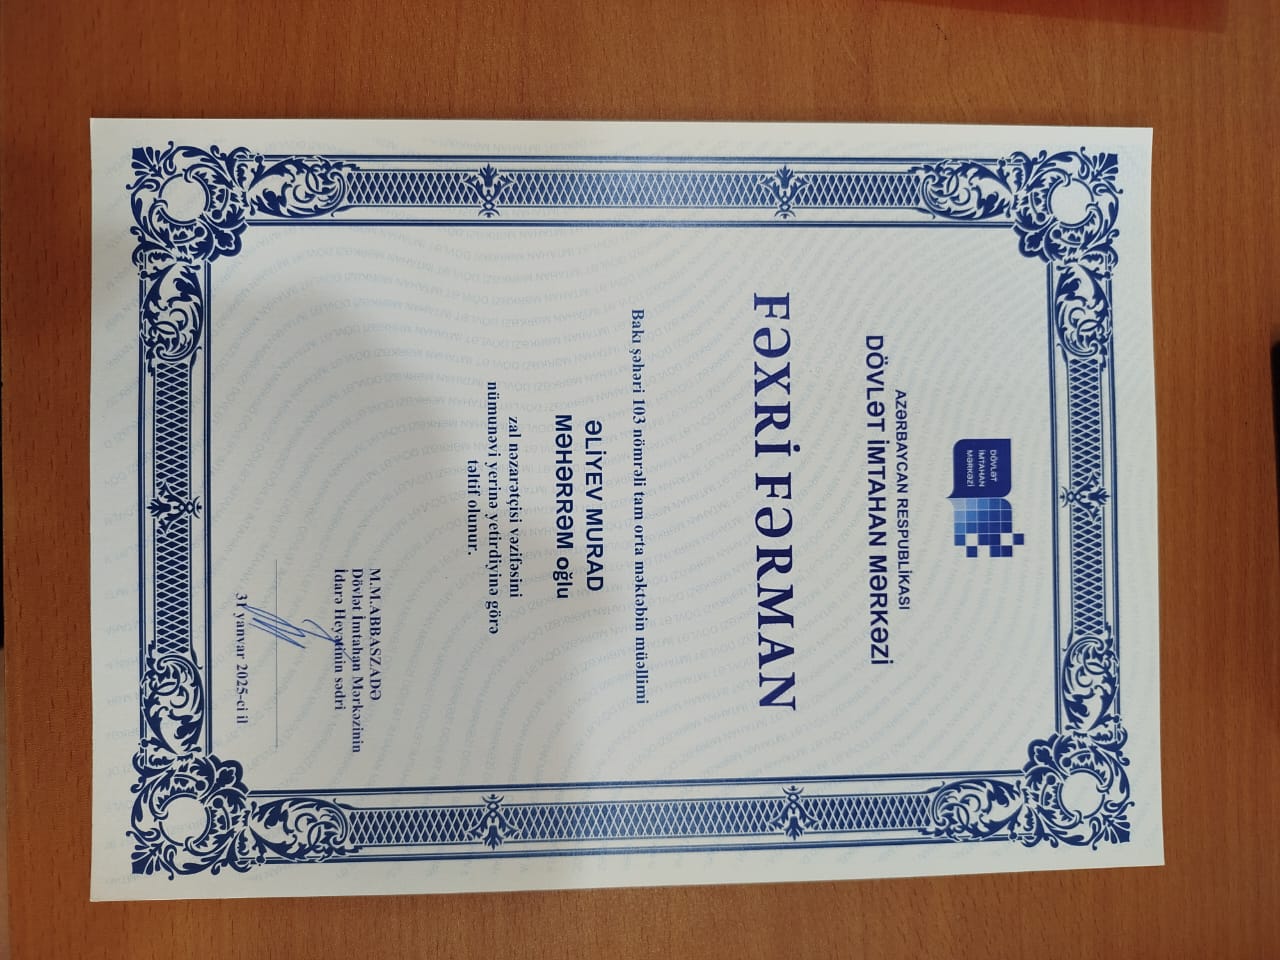 DÖVLƏT
İMTAHAN
MƏRKƏZİ
AZƏRBAYCAN RESPUBLİKASI
DÖVLƏT İMTAHAN MƏRKƏZİ
FƏXRİ FƏRMAN
Bakı şəhəri 103 nömrəli tam orta məktəbin müəllimi
ƏLİYEV MURAD
MƏHƏRRƏM oğlu
zal nəzarətçisi vəzifəsini
nümunəvi yerinə yetirdiyinə görə
təltif olunur.
M.M.ABBASZADƏ
Dövlət İmtahan Mərkəzinin
İdarə Heyətinin sədri
31 yanvar 2025-ci il